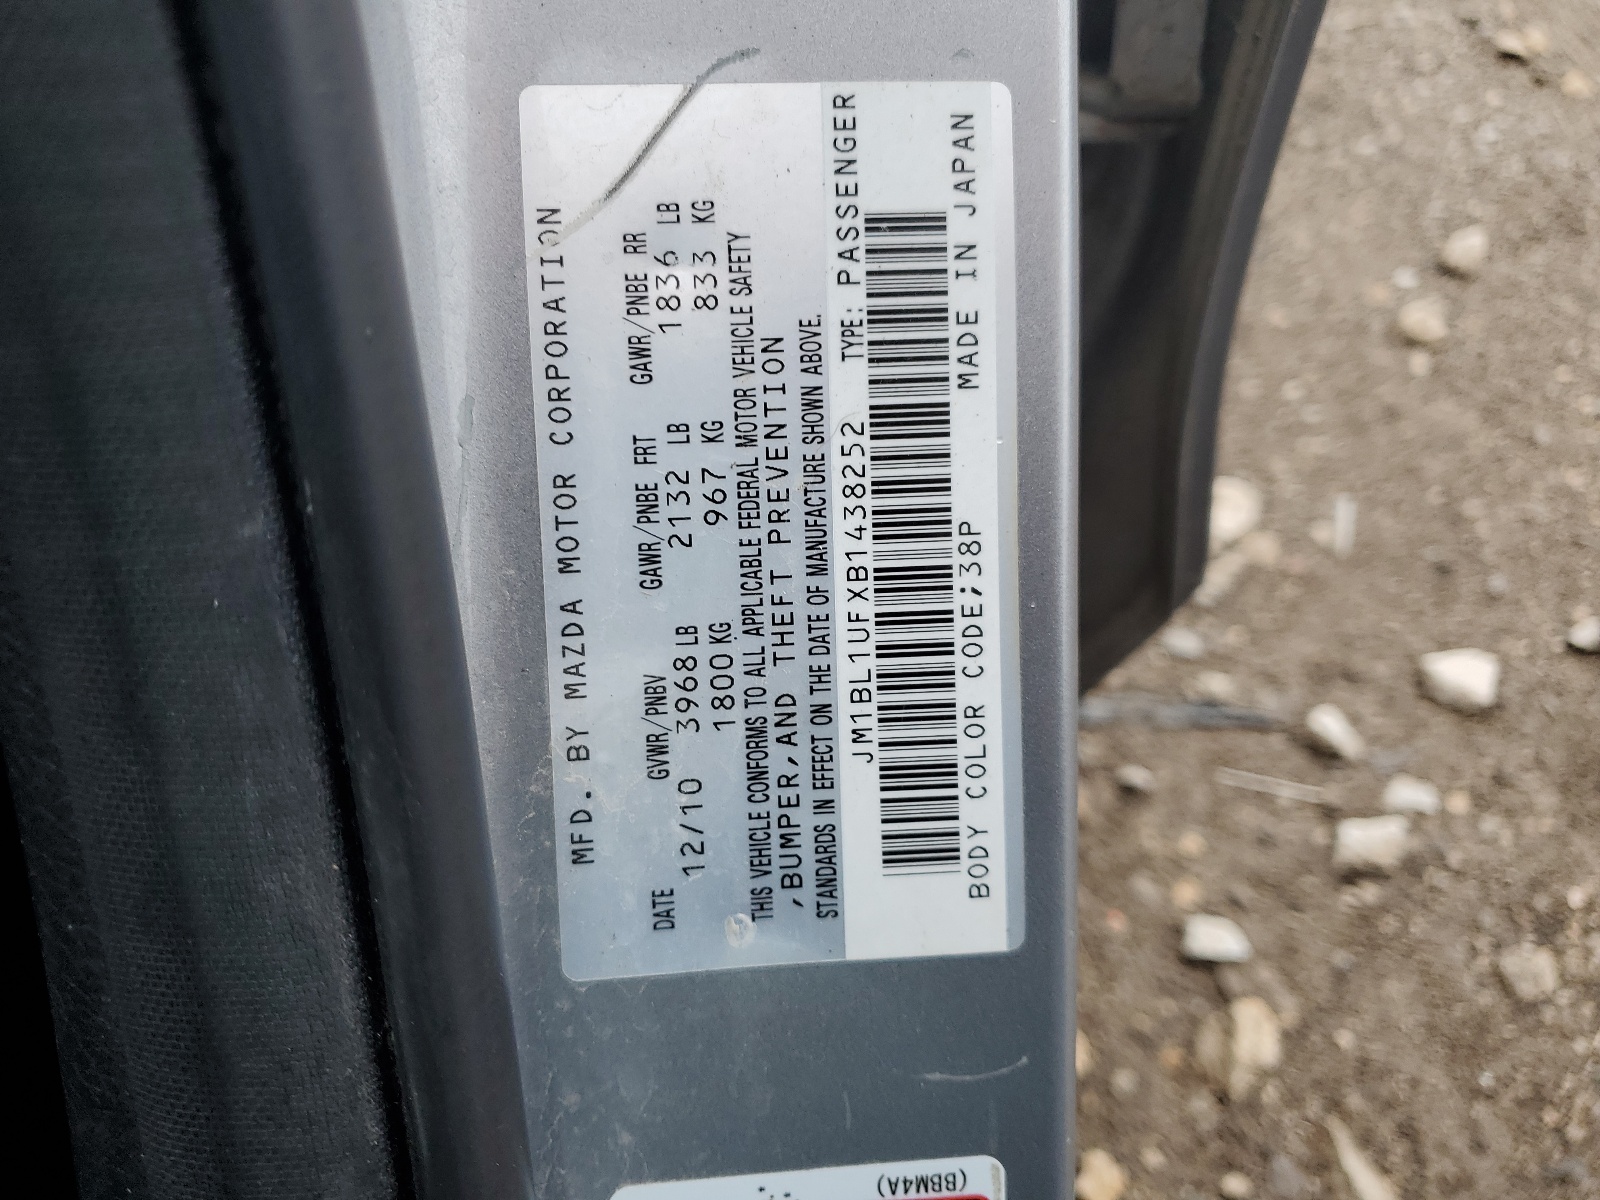 MFD. BY MAZDA MOTOR CORPORATION
DATE GVWR/PNBV GAWR/PNBE FRT GAWR/PNBE RR
12/10 3968 LB 2132 LB 1836 LB
1800 KG 967 KG 833 KG
THIS VEHICLE CONFORMS TO ALL APPLICABLE FEDERAL MOTOR VEHICLE SAFETY
,BUMPER,AND THEFT PREVENTION
STANDARDS IN EFFECT ON THE DATE OF MANUFACTURE SHOWN ABOVE.
JM1BL1UFXB1438252 TYPE: PASSENGER
BODY COLOR CODE;38P MADE IN JAPAN
(BBM4A)